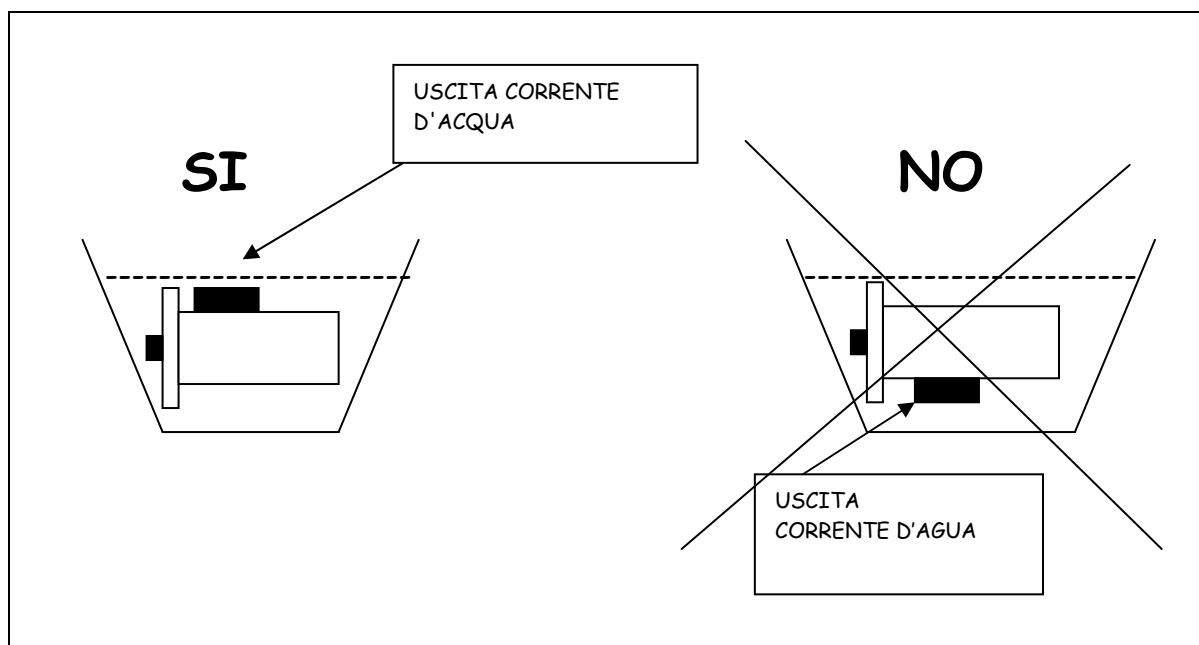 USCITA CORRENTE
D'ACQUA
SI
NO
USCITA
CORRENTE D’AGUA